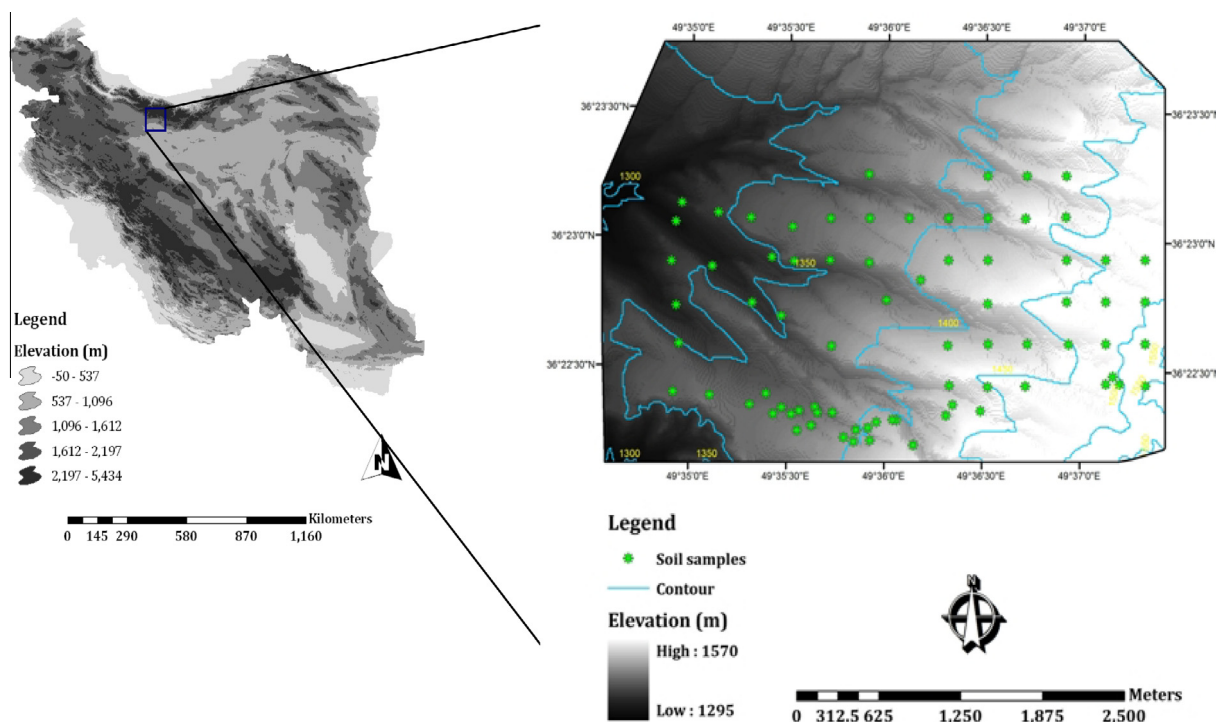 Legend
Elevation (m)
-50 - 537
537 - 1,096
1,096 - 1,612
1,612 - 2,197
2,197 - 5,434
N
Kilometers
0 145 290 580 870 1,160
49°35'0"E 49°35'30"E 49°36'0"E 49°36'30"E 49°37'0"E
36°23'30"N 36°23'30"N
1300
36°23'0"N 36°23'0"N
1350
1400
36°22'30"N 36°22'30"N
1300 1350
49°35'0"E 49°35'30"E 49°36'0"E 49°36'30"E 49°37'0"E
Legend
Soil samples
Contour
Elevation (m)
High : 1570
Low : 1295
N
Meters
0 312.5 625 1,250 1,875 2,500